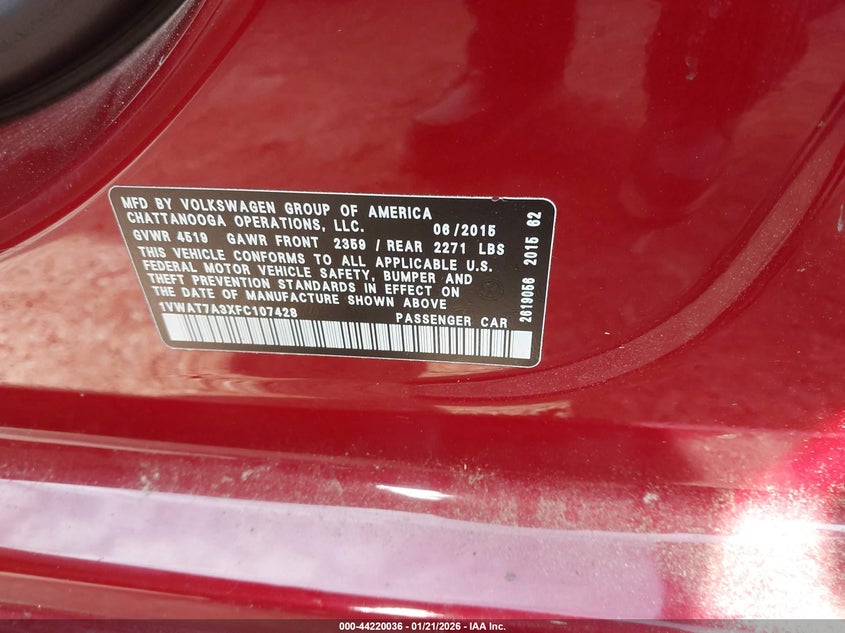 MFD BY VOLKSWAGEN GROUP OF AMERICA
CHATTANOOGA OPERATIONS, LLC. 06/2015
GVWR 4519 GAWR FRONT 2359 / REAR 2271 LBS
THIS VEHICLE CONFORMS TO ALL APPLICABLE U.S.
FEDERAL MOTOR VEHICLE SAFETY, BUMPER AND
THEFT PREVENTION STANDARDS IN EFFECT ON
THE DATE OF MANUFACTURE SHOWN ABOVE
1VWAT7A3XFC107428 PASSENGER CAR
2619056 2015 62
000-44220036 - 01/21/2026 - IAA Inc.